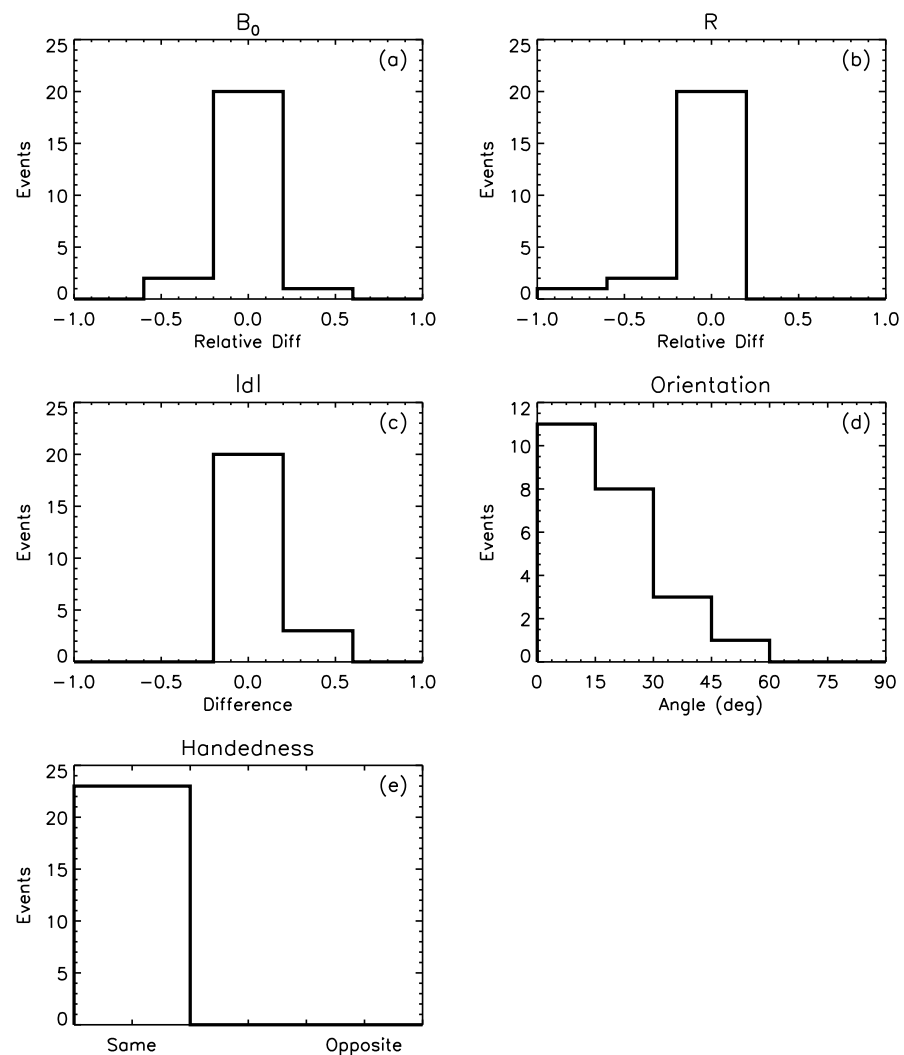 B₀
(a)
Events
25
20
15
10
5
0
-1.0 -0.5 0.0 0.5 1.0
Relative Diff
R
(b)
Events
25
20
15
10
5
0
-1.0 -0.5 0.0 0.5 1.0
Relative Diff
|d|
(c)
Events
25
20
15
10
5
0
-1.0 -0.5 0.0 0.5 1.0
Difference
Orientation
(d)
Events
12
10
8
6
4
2
0
0 15 30 45 60 75 90
Angle (deg)
Handedness
(e)
Events
25
20
15
10
5
0
Same Opposite